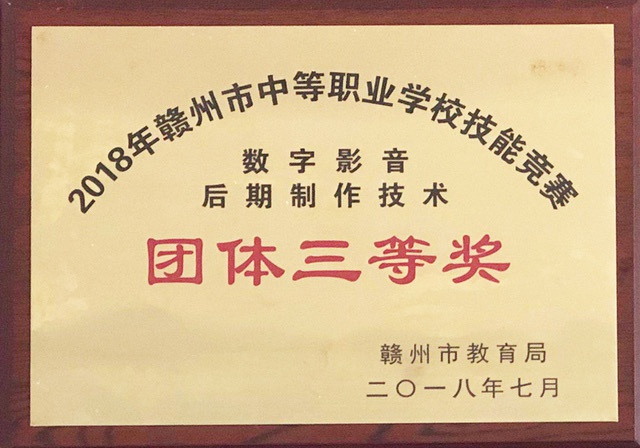 2018年赣州市中等职业学校技能竞赛
数字影音
后期制作技术
团体三等奖
赣州市教育局
二〇一八年七月